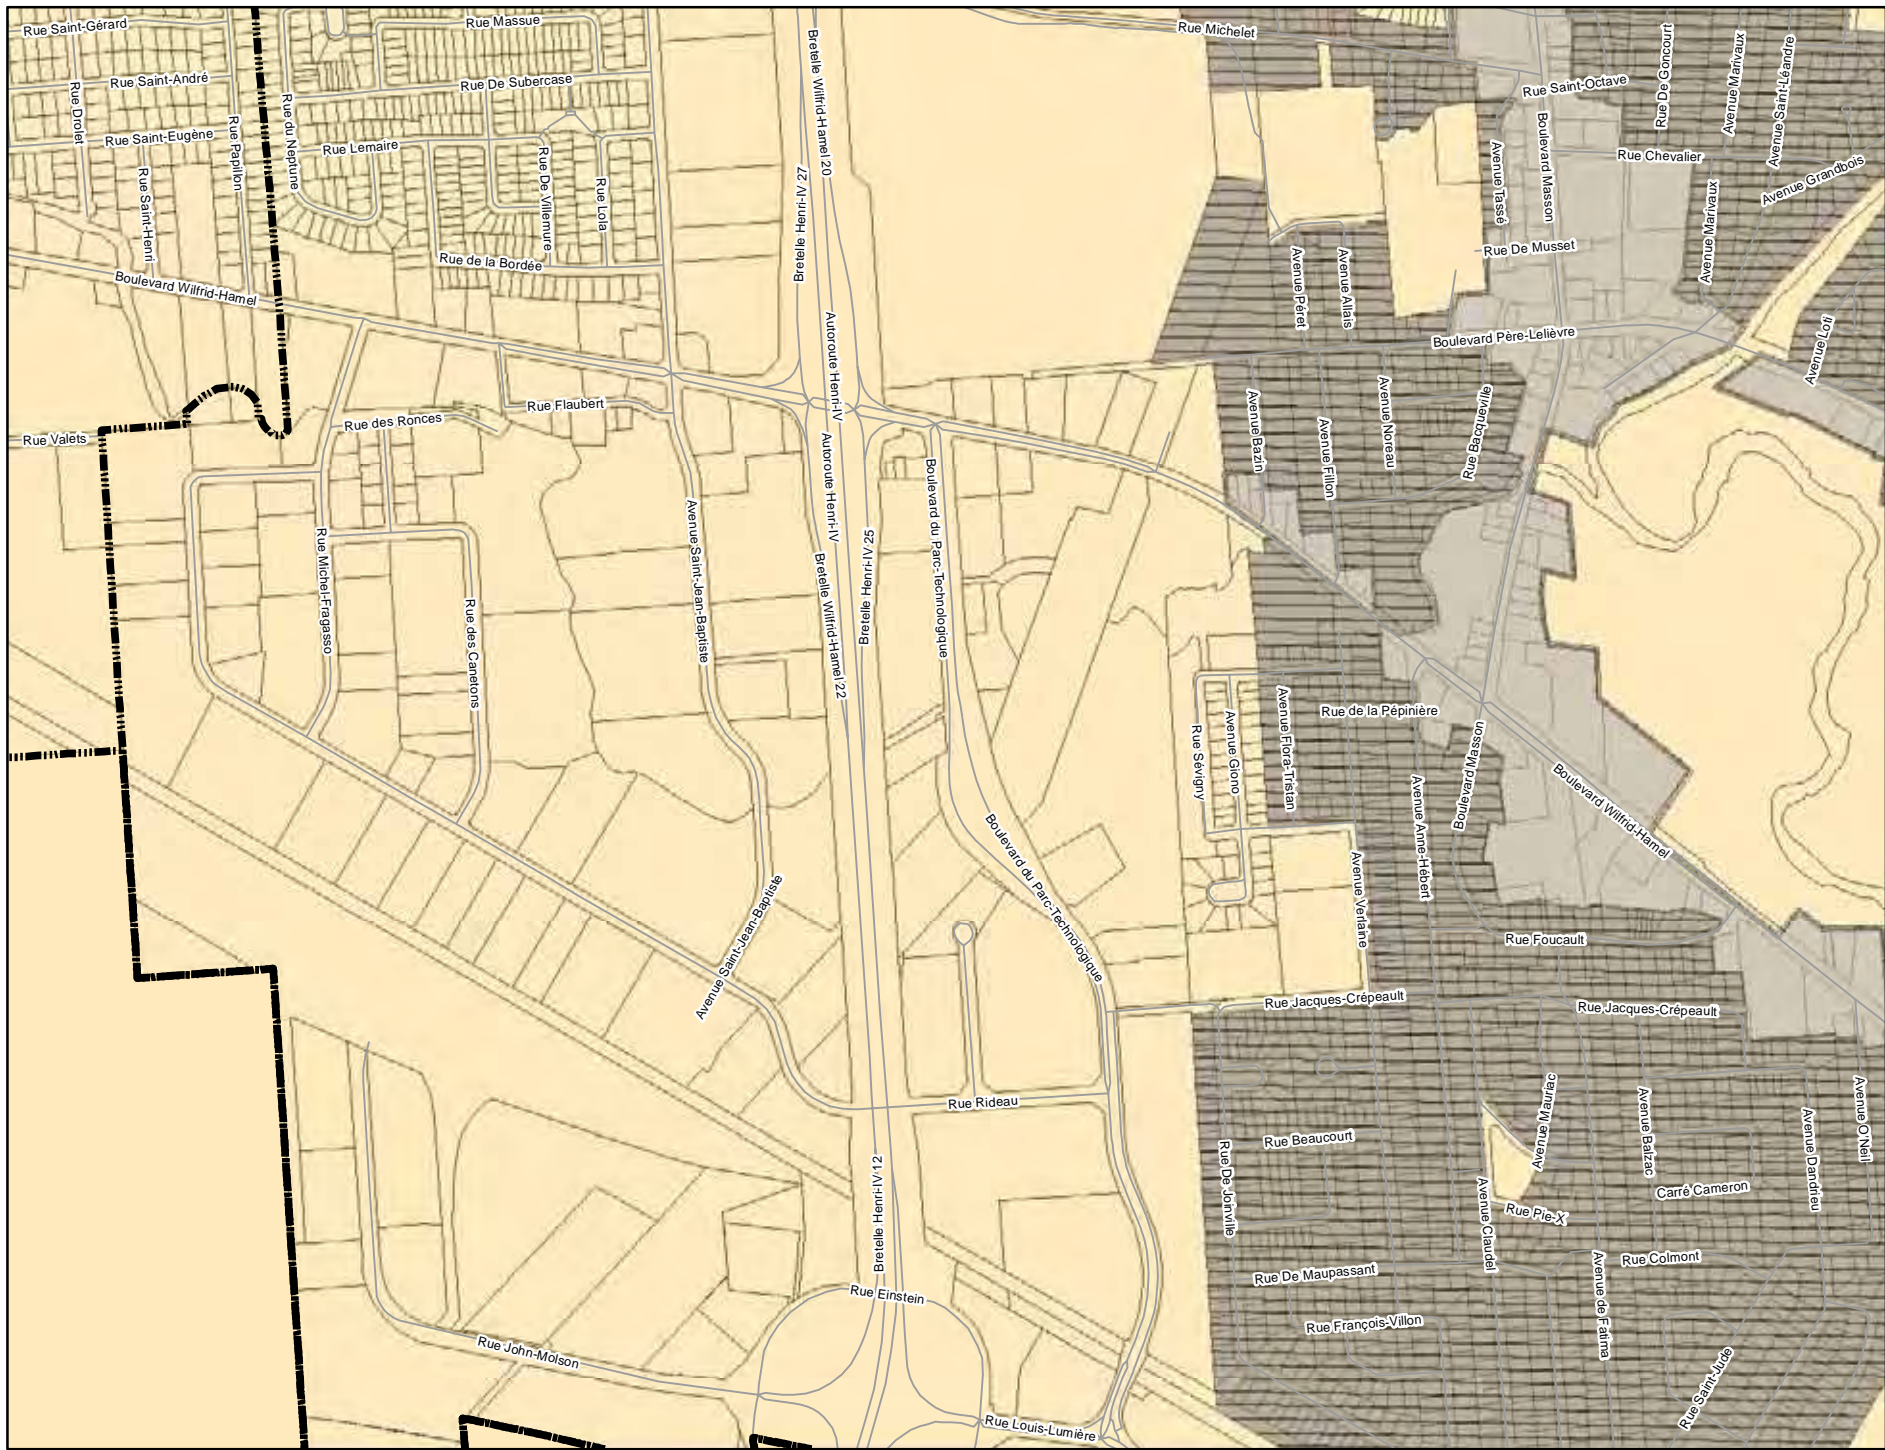 Rue Saint-Gérard
Rue Massue
Rue Michelet
Rue De Goncourt
Avenue Marivaux
Avenue Saint-Léandre
Rue Saint-André
Rue De Subercase
Bretelle Wilfrid-Hamel 20
Rue Saint-Octave
Rue Drolet
Rue du Neptune
Rue Papillon
Rue Saint-Eugène
Rue Lemaire
Rue De Villemure
Rue Lola
Bretelle Henri-IV 27
Avenue Tassé
Boulevard Masson
Rue Chevalier
Avenue Grandbois
Rue Saint-Henri
Avenue Marivaux
Rue De Musset
Rue de la Bordée
Avenue Péret
Avenue Allais
Boulevard Wilfrid-Hamel
Autoroute Henri-IV
Boulevard Père-Lelièvre
Avenue Loti
Rue des Ronces
Rue Flaubert
Rue Valets
Avenue Bazin
Avenue Fillon
Avenue Noreau
Rue Bacqueville
Autoroute Henri-IV
Boulevard du Parc-Technologique
Avenue Saint-Jean-Baptiste
Rue Michel-Fragasso
Bretelle Henri-IV 25
Bretelle Wilfrid-Hamel 22
Rue des Canetons
Rue Sévigny
Avenue Giono
Avenue Flora-Tristan
Rue de la Pépinière
Boulevard Masson
Avenue Anne-Hébert
Boulevard Wilfrid-Hamel
Boulevard du Parc-Technologique
Avenue Verlaine
Avenue Saint-Jean-Baptiste
Rue Foucault
Rue Jacques-Crépeault
Rue Jacques-Crépeault
Rue Rideau
Avenue Mauriac
Avenue Balzac
Avenue Dandrieu
Avenue O'Neil
Rue Beaucourt
Rue De Joinville
Bretelle Henri-IV 12
Avenue Claudel
Carré Cameron
Rue Pie-X
Rue Colmont
Rue De Maupassant
Avenue de Fatima
Rue Einstein
Rue François-Villon
Rue John-Molson
Rue Saint-Jude
Rue Louis-Lumière